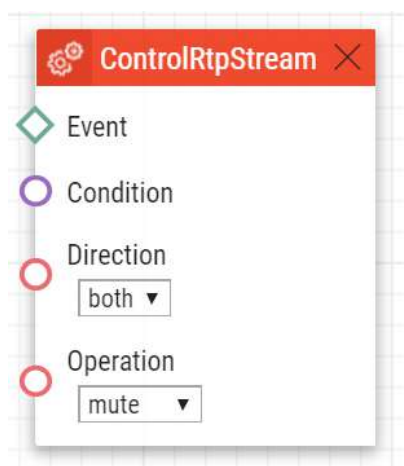 ControlRtpStream
Event
Condition
Direction
both
Operation
mute